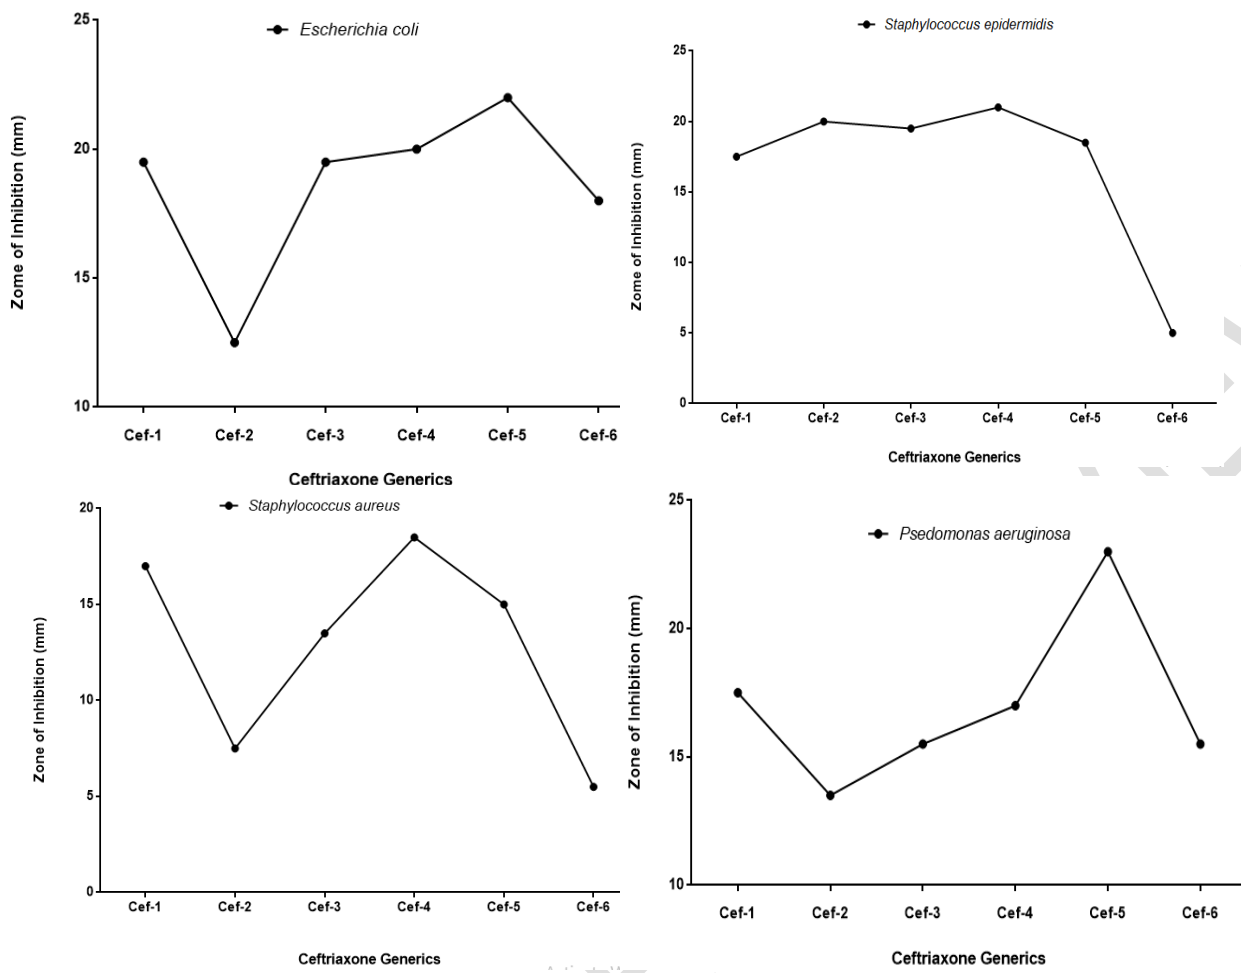 Escherichia coli
25
20
15
10
Zome of Inhibition (mm)
Cef-1 Cef-2 Cef-3 Cef-4 Cef-5 Cef-6
Ceftriaxone Generics
Staphylococcus epidermidis
25
20
15
10
5
0
Zome of Inhibition (mm)
Cef-1 Cef-2 Cef-3 Cef-4 Cef-5 Cef-6
Ceftriaxone Generics
Staphylococcus aureus
20
15
10
5
0
Zone of Inhibition (mm)
Cef-1 Cef-2 Cef-3 Cef-4 Cef-5 Cef-6
Ceftriaxone Generics
Psedomonas aeruginosa
25
20
15
10
Zone of Inhibition (mm)
Cef-1 Cef-2 Cef-3 Cef-4 Cef-5 Cef-6
Ceftriaxone Generics